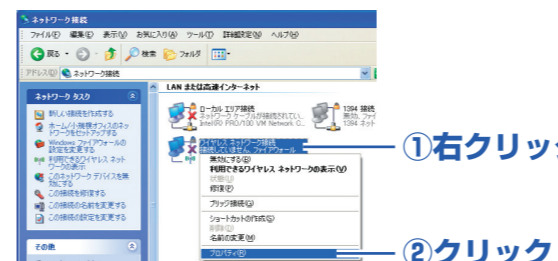 ネットワーク接続
ファイル(F) 編集(E) 表示(V) お気に入り(A) ツール(T) 詳細設定(N) ヘルプ(H)
戻る 検索 フォルダ
アドレス(D) ネットワーク接続
ネットワーク タスク
新しい接続を作成する
ホーム/小規模オフィスのネットワークをセットアップする
Windows ファイアウォールの設定を変更する
利用できるワイヤレス ネットワークの表示
このネットワーク デバイスを無効にする
この接続を修復する
この接続の名前を変更する
この接続の設定を変更する
その他
LAN または高速インターネット
ローカル エリア接続
ネットワーク ケーブルが接続されてい...
Intel(R) PRO/100 VM Network C...
1394 接続
無効, ファイ
1394 ネット
ワイヤレス ネットワーク接続
接続していません, ファイアウォール
無効にする(B)
利用できるワイヤレス ネットワークの表示(V)
状態(U)
修復(P)
ブリッジ接続(G)
ショートカットの作成(S)
削除(D)
名前の変更(M)
プロパティ(R)
①右クリッ
②クリック